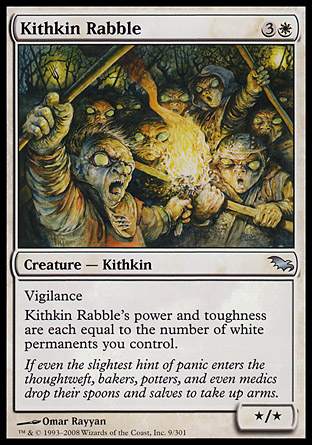 Kithkin Rabble 3
Creature — Kithkin
Vigilance
Kithkin Rabble's power and toughness
are each equal to the number of white
permanents you control.
If even the slightest hint of panic enters the
thoughtweft, bakers, potters, and even medics
drop their spoons and salves to take up arms.
Omar Rayyan
™ & © 1993–2008 Wizards of the Coast, Inc. 9/301
★/★